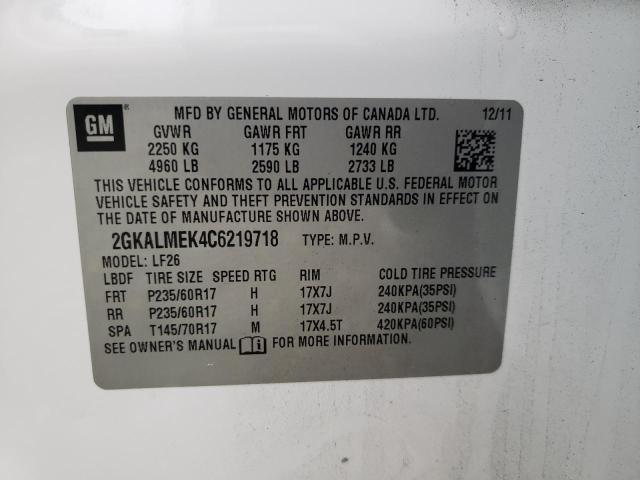 GM
®
MFD BY GENERAL MOTORS OF CANADA LTD. 12/11
GVWR GAWR FRT GAWR RR
2250 KG 1175 KG 1240 KG
4960 LB 2590 LB 2733 LB
THIS VEHICLE CONFORMS TO ALL APPLICABLE U.S. FEDERAL MOTOR
VEHICLE SAFETY AND THEFT PREVENTION STANDARDS IN EFFECT ON
THE DATE OF MANUFACTURE SHOWN ABOVE.
2GKALMEK4C6219718 TYPE: M.P.V.
MODEL: LF26
LBDF TIRE SIZE SPEED RTG RIM COLD TIRE PRESSURE
FRT P235/60R17 H 17X7J 240KPA(35PSI)
RR P235/60R17 H 17X7J 240KPA(35PSI)
SPA T145/70R17 M 17X4.5T 420KPA(60PSI)
SEE OWNER'S MANUAL FOR MORE INFORMATION.